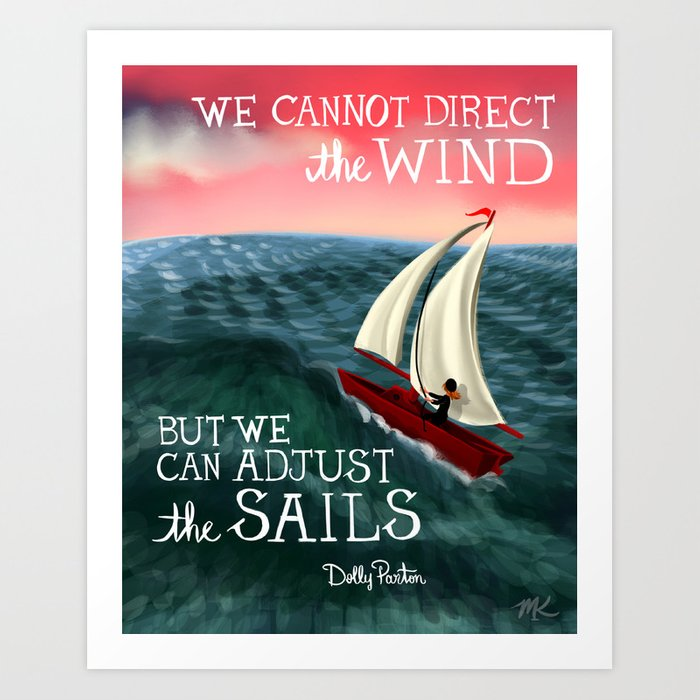 WE CANNOT DIRECT
the WIND
BUT WE
CAN ADJUST
the SAILS
Dolly Parton
MK